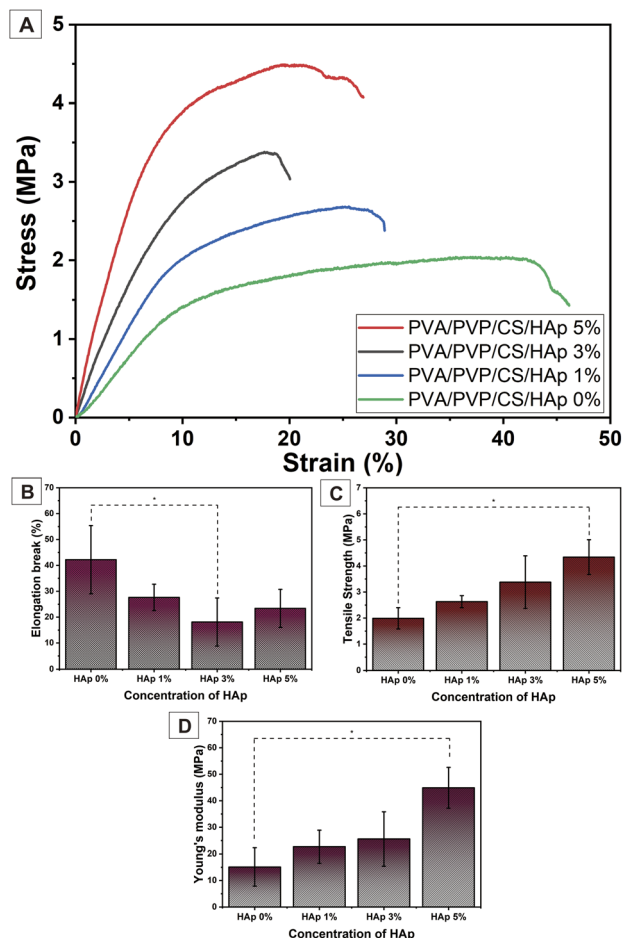 A
Stress (MPa)
5
4
3
2
1
0
PVA/PVP/CS/HAp 5%
PVA/PVP/CS/HAp 3%
PVA/PVP/CS/HAp 1%
PVA/PVP/CS/HAp 0%
0 10 20 30 40 50
Strain (%)
B
Elongation break (%)
70
60
50
40
30
20
10
0
*
HAp 0% HAp 1% HAp 3% HAp 5%
Concentration of HAp
C
Tensile Strength (MPa)
7
6
5
4
3
2
1
0
*
HAp 0% HAp 1% HAp 3% HAp 5%
Concentration of HAp
D
Young's modulus (MPa)
70
60
50
40
30
20
10
0
*
HAp 0% HAp 1% HAp 3% HAp 5%
Concentration of HAp